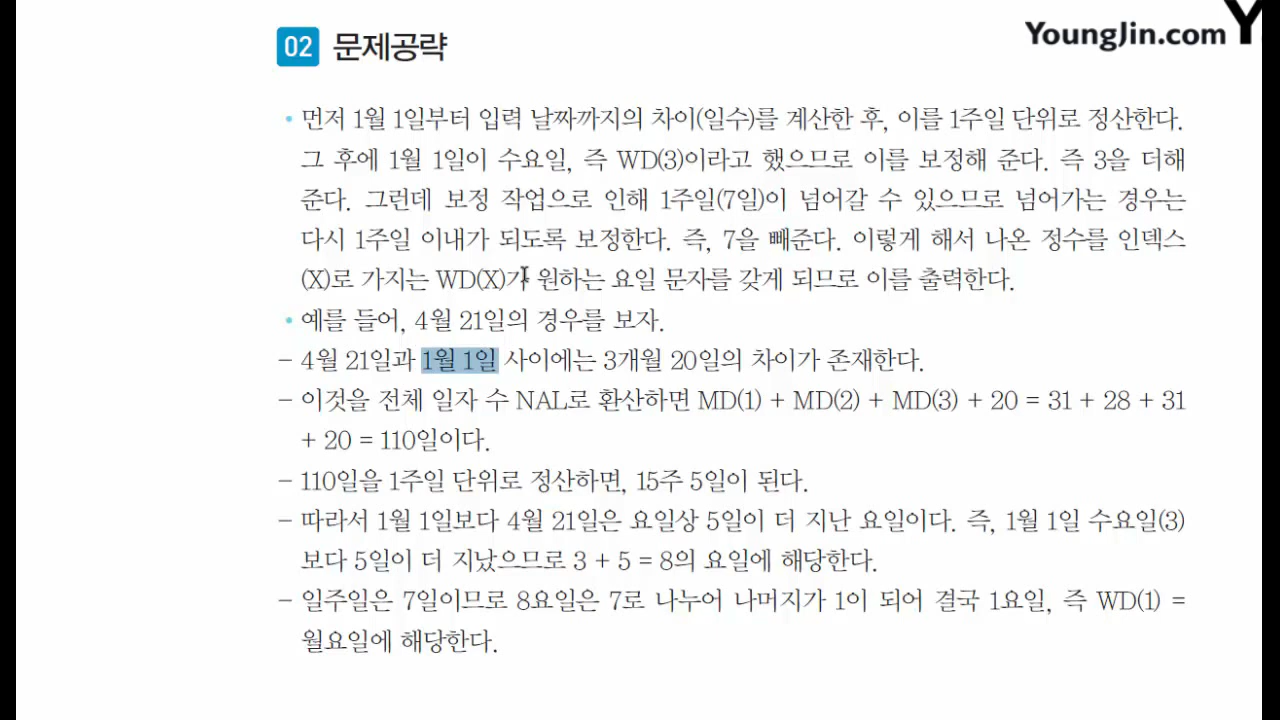 YoungJin.com Y
02 문제공략
• 먼저 1월 1일부터 입력 날짜까지의 차이(일수)를 계산한 후, 이를 1주일 단위로 정산한다.
그 후에 1월 1일이 수요일, 즉 WD(3)이라고 했으므로 이를 보정해 준다. 즉 3을 더해
준다. 그런데 보정 작업으로 인해 1주일(7일)이 넘어갈 수 있으므로 넘어가는 경우는
다시 1주일 이내가 되도록 보정한다. 즉, 7을 빼준다. 이렇게 해서 나온 정수를 인덱스
(X)로 가지는 WD(X)가 원하는 요일 문자를 갖게 되므로 이를 출력한다.
• 예를 들어, 4월 21일의 경우를 보자.
– 4월 21일과 1월 1일 사이에는 3개월 20일의 차이가 존재한다.
– 이것을 전체 일자 수 NAL로 환산하면 MD(1) + MD(2) + MD(3) + 20 = 31 + 28 + 31
+ 20 = 110일이다.
– 110일을 1주일 단위로 정산하면, 15주 5일이 된다.
– 따라서 1월 1일보다 4월 21일은 요일상 5일이 더 지난 요일이다. 즉, 1월 1일 수요일(3)
보다 5일이 더 지났으므로 3 + 5 = 8의 요일에 해당한다.
– 일주일은 7일이므로 8요일은 7로 나누어 나머지가 1이 되어 결국 1요일, 즉 WD(1) =
월요일에 해당한다.